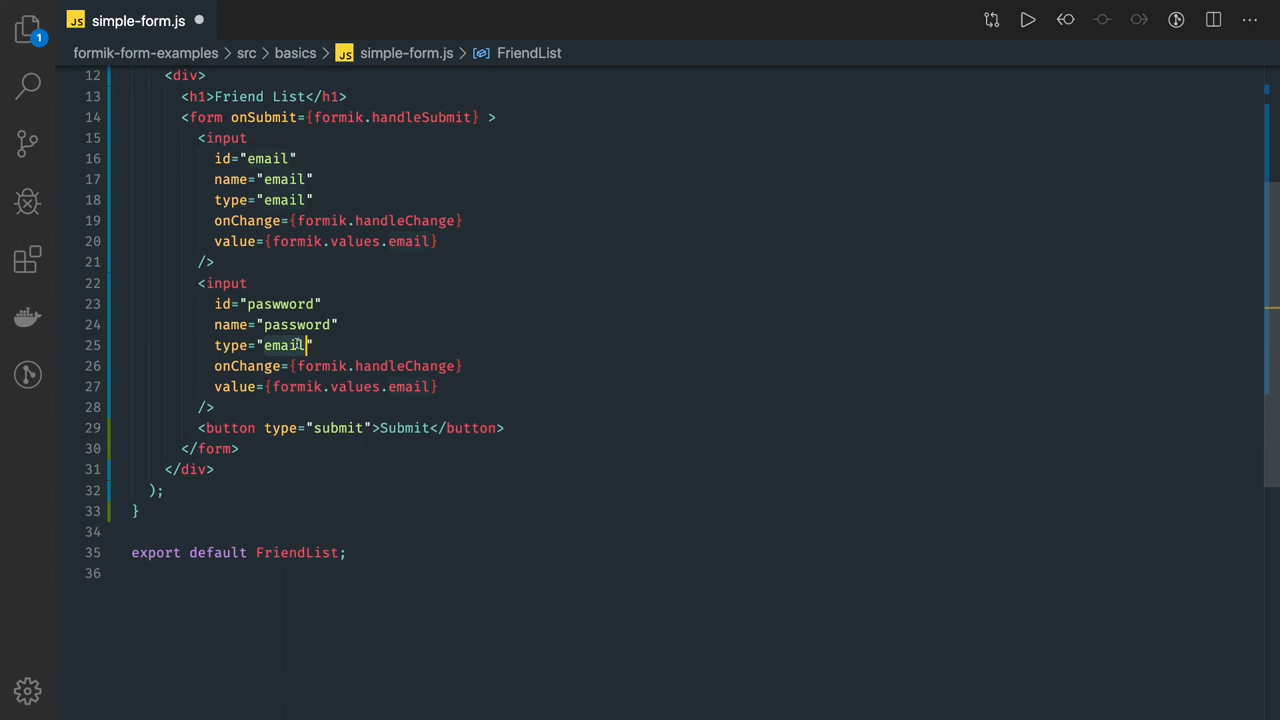 JS simple-form.js
1
formik-form-examples > src > basics > JS simple-form.js > FriendList
12 <div>
13 <h1>Friend List</h1>
14 <form onSubmit={formik.handleSubmit} >
15 <input
16 id="email"
17 name="email"
18 type="email"
19 onChange={formik.handleChange}
20 value={formik.values.email}
21 />
22 <input
23 id="paswword"
24 name="password"
25 type="email"
26 onChange={formik.handleChange}
27 value={formik.values.email}
28 />
29 <button type="submit">Submit</button>
30 </form>
31 </div>
32 );
33 }
34
35 export default FriendList;
36